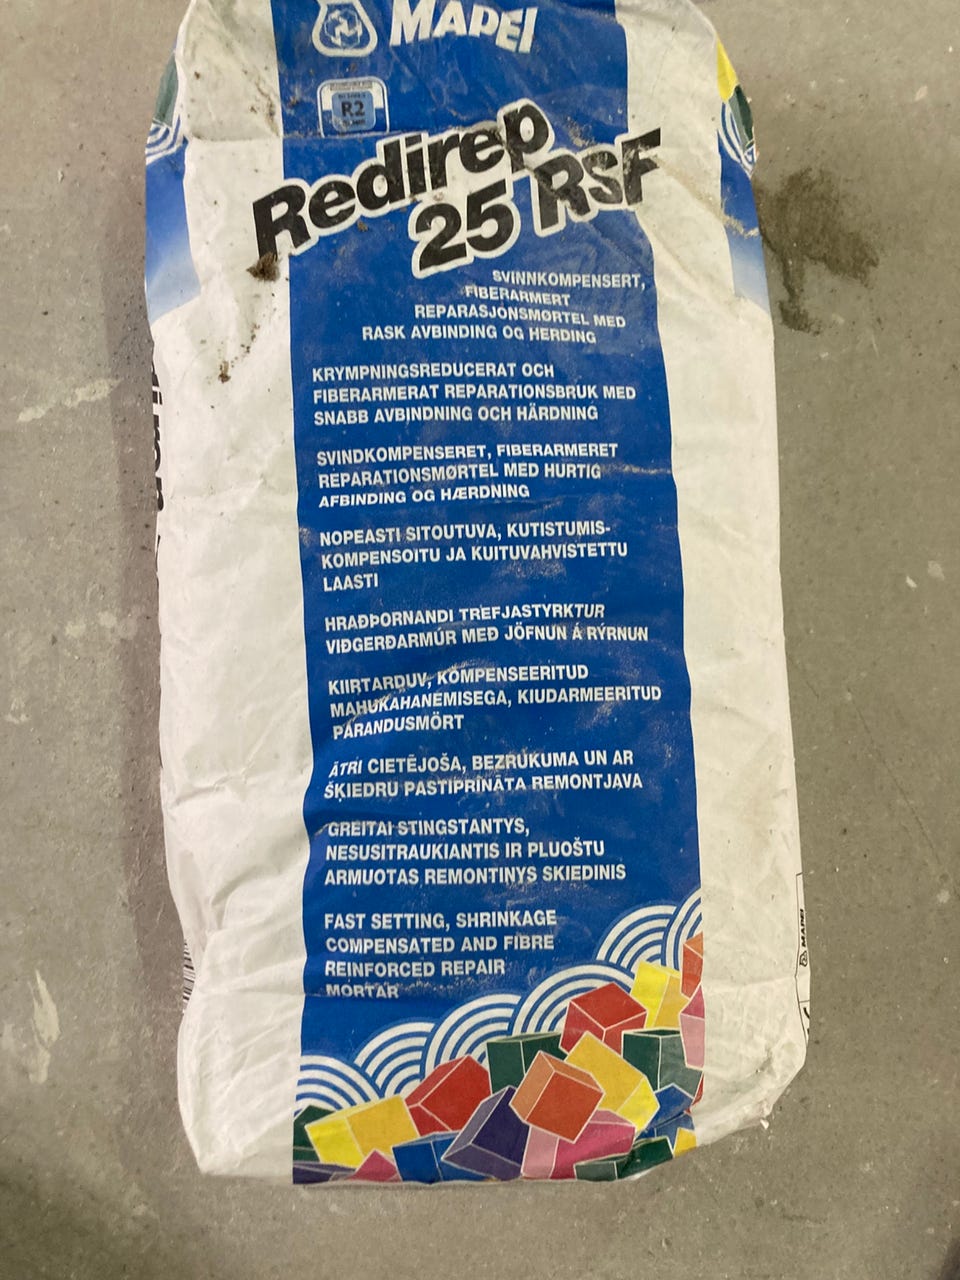 MAPEI
R2
Redirep
25 RSF
SVINNKOMPENSERT,
FIBERARMERT
REPARASJONSMØRTEL MED
RASK AVBINDING OG HERDING
KRYMPNINGSREDUCERAT OCH
FIBERARMERAT REPARATIONSBRUK MED
SNABB AVBINDNING OCH HÄRDNING
SVINDKOMPENSERET, FIBERARMERET
REPARATIONSMØRTEL MED HURTIG
AFBINDING OG HÆRDNING
NOPEASTI SITOUTUVA, KUTISTUMIS-
KOMPENSOITU JA KUITUVAHVISTETTU
LAASTI
HRAÐÞORNANDI TREFJASTYRKTUR
VIÐGERÐARMÚR MEÐ JÖFNUN Á RÝRNUN
KIIRTARDUV, KOMPENSEERITUD
MAHUKAHANEMISEGA, KIUDARMEERITUD
PARANDUSMÖRT
ĀTRI CIETĒJOŠA, BEZRUKUMA UN AR
ŠĶIEDRU PASTIPRINĀTA REMONTJAVA
GREITAI STINGSTANTYS,
NESUSITRAUKIANTIS IR PLUOŠTU
ARMUOTAS REMONTINYS SKIEDINIS
FAST SETTING, SHRINKAGE
COMPENSATED AND FIBRE
REINFORCED REPAIR
MORTAR
MAPEI